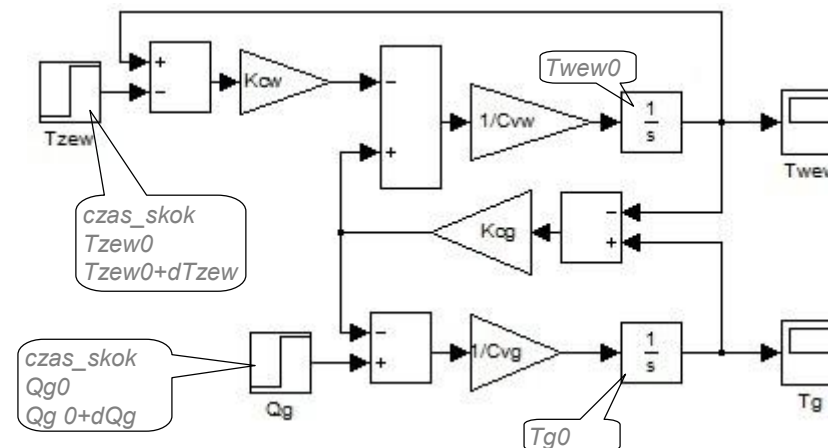 Twew0
+
Kcw
−
−
1/Cvw
1
s
Tzew
+
Twew
czas_skok
Tzew0
Tzew0+dTzew
Kcg
−
+
−
1/Cvg
1
s
+
czas_skok
Qg0
Qg 0+dQg
Qg
Tg
Tg0